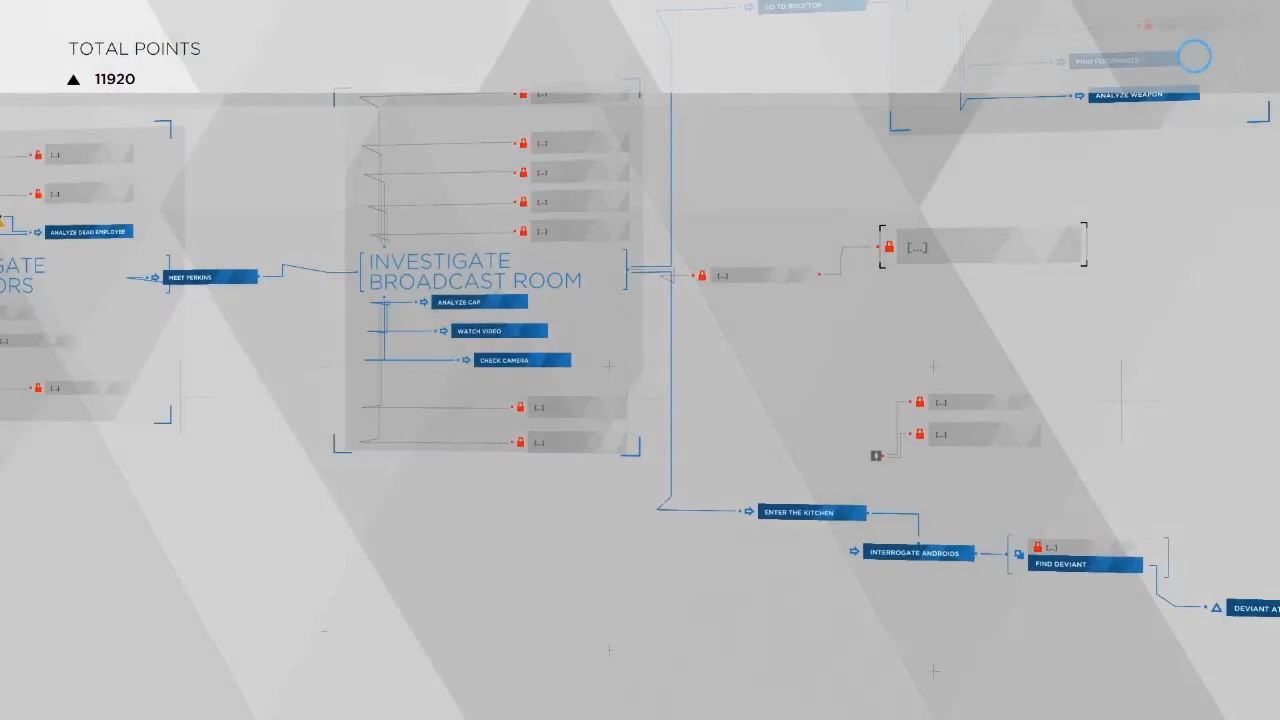 TOTAL POINTS
11920
GO TO ROOFTOP
FIND FOOTPRINTS
ANALYZE WEAPON
[...]
[...]
[...]
[...]
[...]
[...]
[...]
ANALYZE DEAD EMPLOYEE
GATE
ORS
MEET PERKINS
INVESTIGATE
BROADCAST ROOM
[...]
[...]
ANALYZE CAP
WATCH VIDEO
CHECK CAMERA
[...]
[...]
[...]
[...]
[...]
[...]
ENTER THE KITCHEN
INTERROGATE ANDROIDS
[...]
FIND DEVIANT
DEVIANT AT